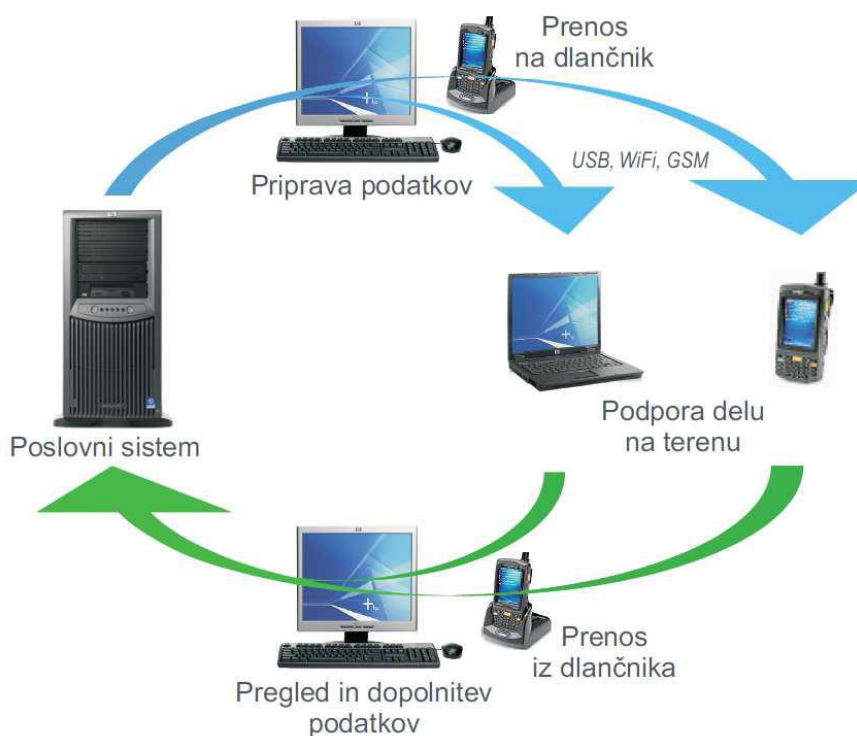 Prenos
na dlančnik
USB, WiFi, GSM
Priprava podatkov
Poslovni sistem
Podpora delu
na terenu
Prenos
iz dlančnika
Pregled in dopolnitev
podatkov